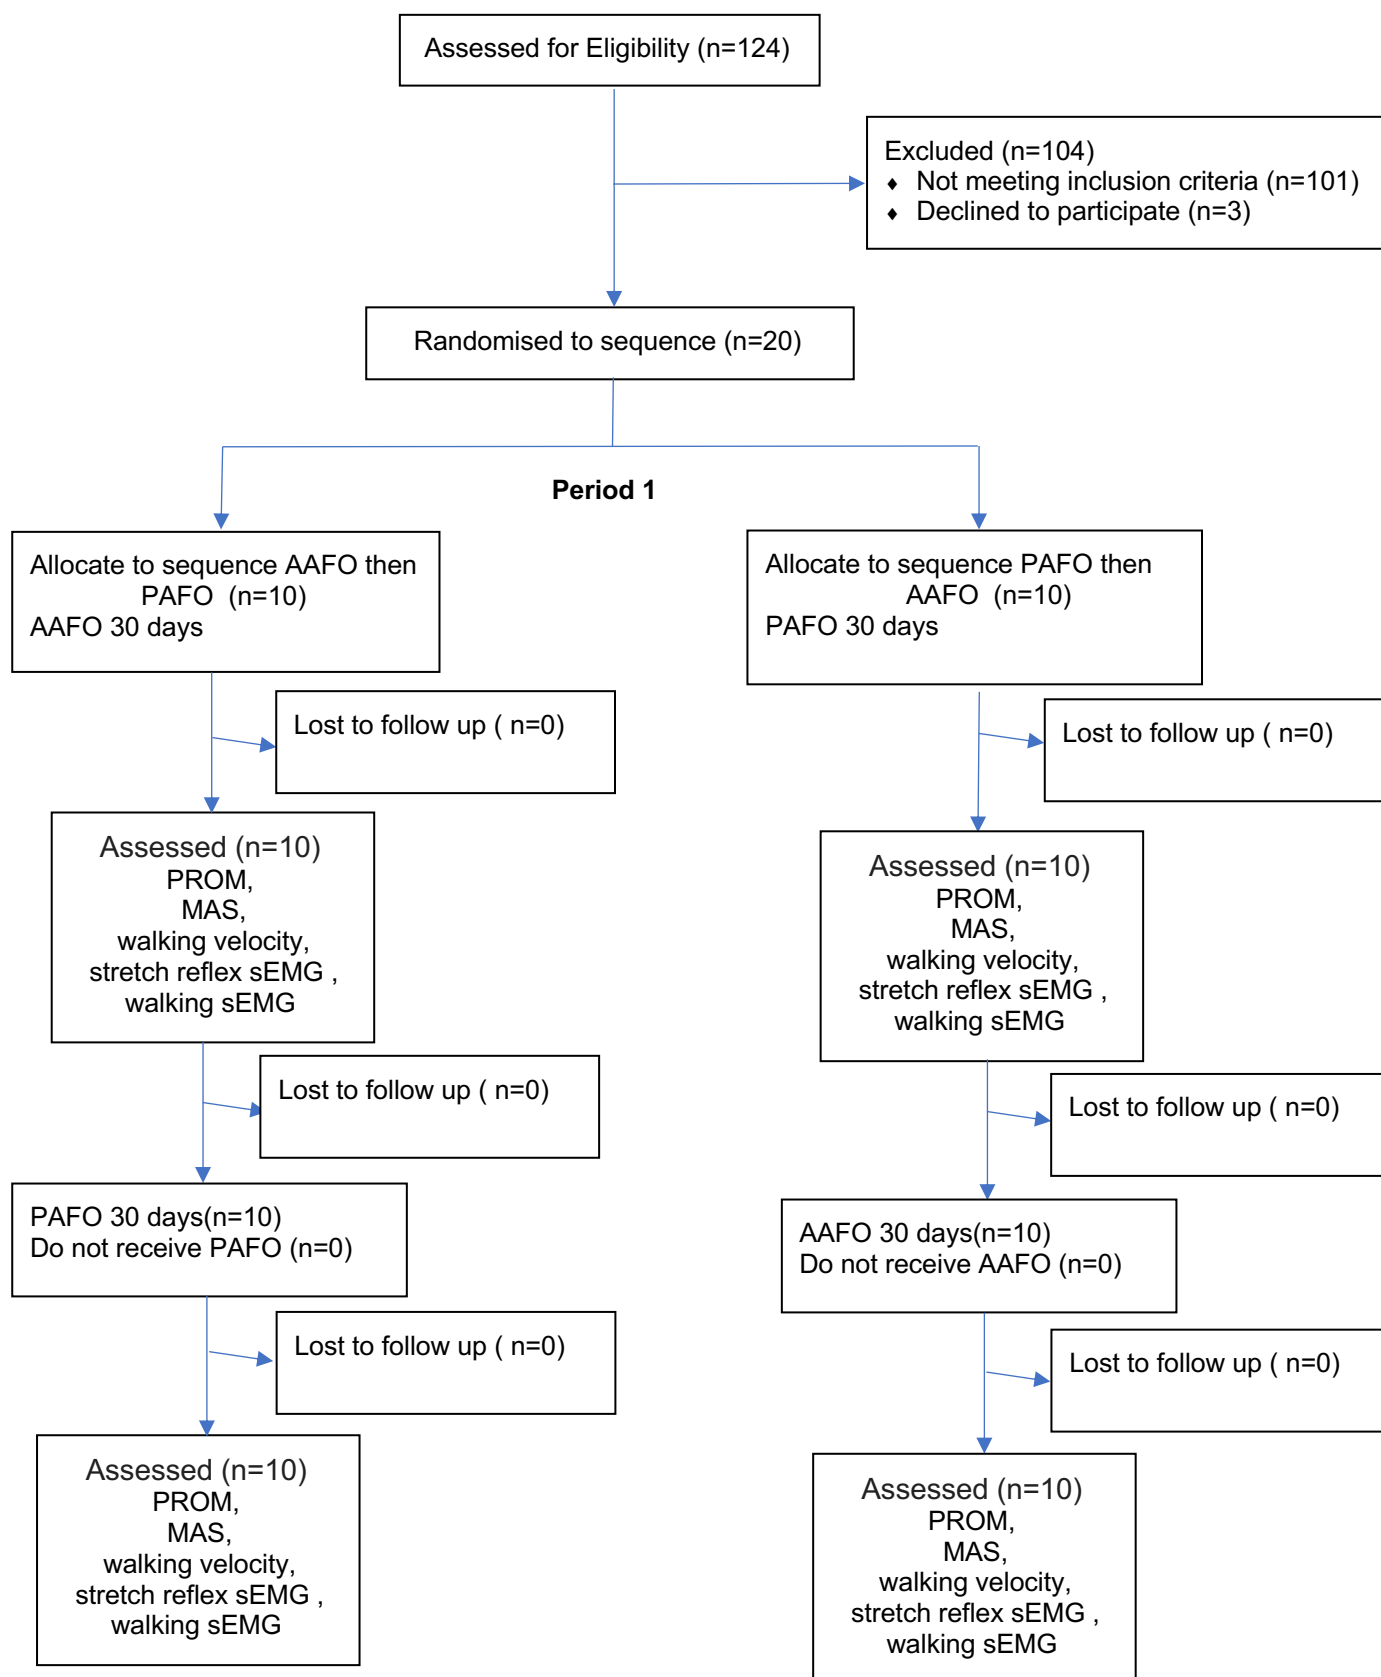 Assessed for Eligibility (n=124)
Excluded (n=104)
♦ Not meeting inclusion criteria (n=101)
♦ Declined to participate (n=3)
Randomised to sequence (n=20)
Period 1
Allocate to sequence AAFO then
PAFO (n=10)
AAFO 30 days
Allocate to sequence PAFO then
AAFO (n=10)
PAFO 30 days
Lost to follow up ( n=0)
Lost to follow up ( n=0)
Assessed (n=10)
PROM,
MAS,
walking velocity,
stretch reflex sEMG ,
walking sEMG
Assessed (n=10)
PROM,
MAS,
walking velocity,
stretch reflex sEMG ,
walking sEMG
Lost to follow up ( n=0)
Lost to follow up ( n=0)
PAFO 30 days(n=10)
Do not receive PAFO (n=0)
AAFO 30 days(n=10)
Do not receive AAFO (n=0)
Lost to follow up ( n=0)
Lost to follow up ( n=0)
Assessed (n=10)
PROM,
MAS,
walking velocity,
stretch reflex sEMG ,
walking sEMG
Assessed (n=10)
PROM,
MAS,
walking velocity,
stretch reflex sEMG ,
walking sEMG